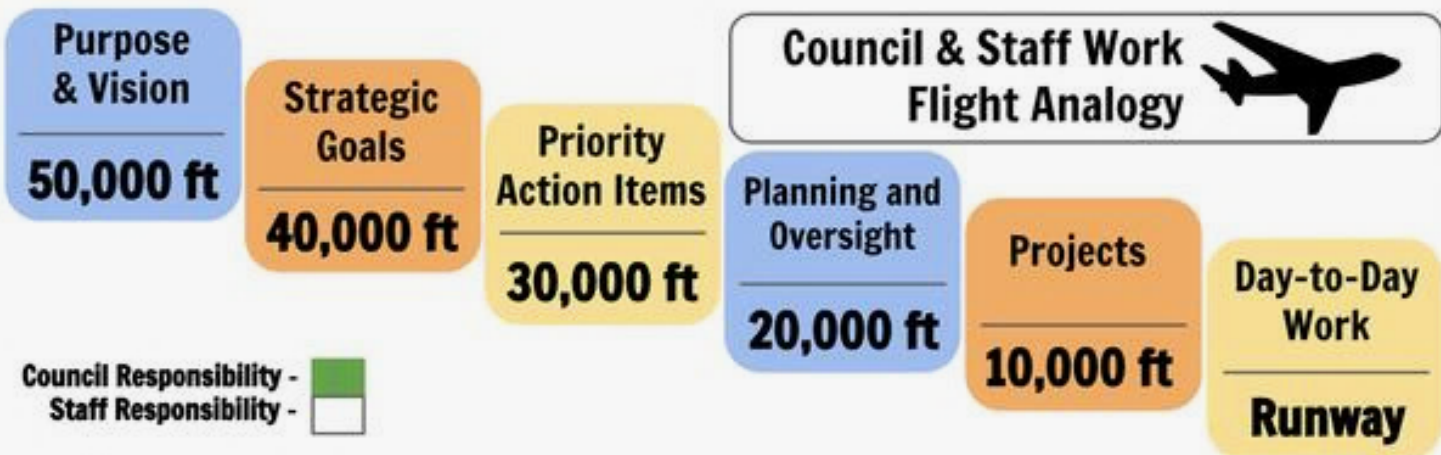 Purpose
& Vision
50,000 ft
Strategic
Goals
40,000 ft
Priority
Action Items
30,000 ft
Council & Staff Work
Flight Analogy
Planning and
Oversight
20,000 ft
Projects
10,000 ft
Day-to-Day
Work
Runway
Council Responsibility -
Staff Responsibility -